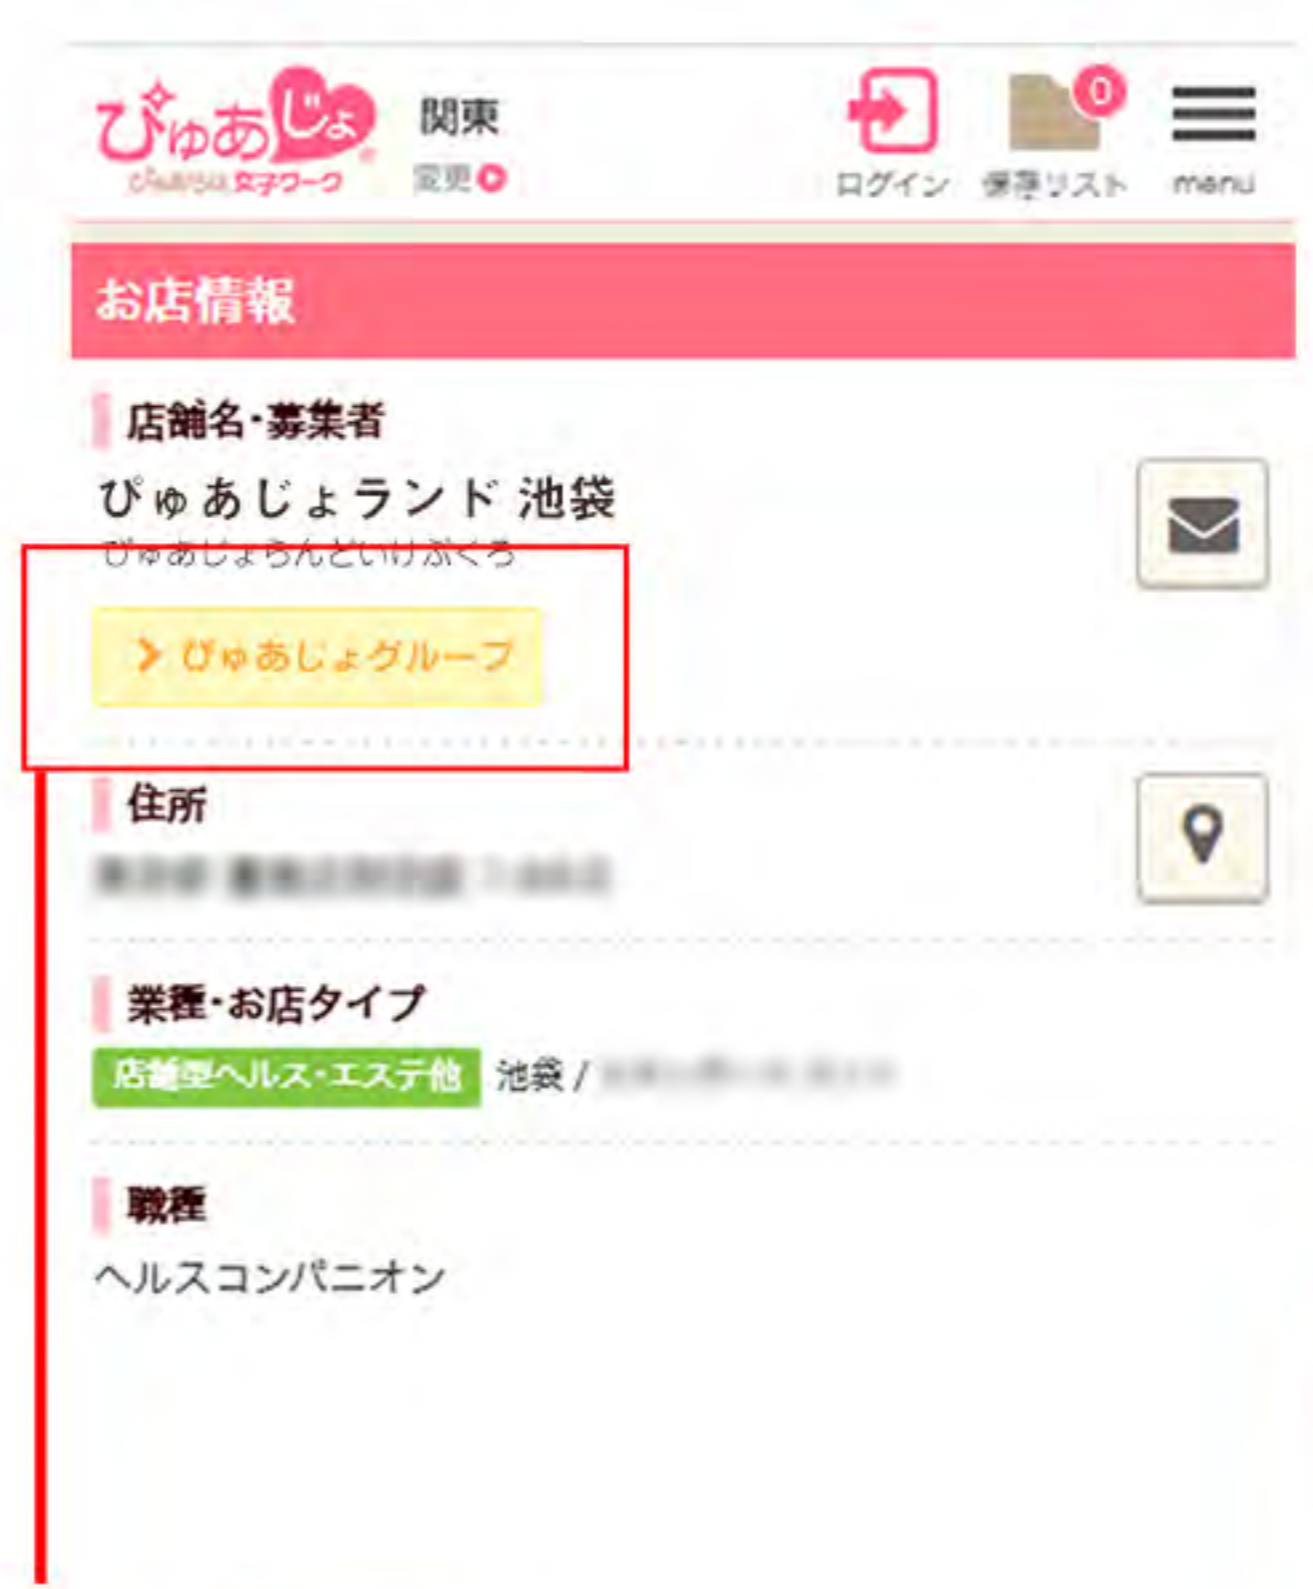 ぴゅあじょ
女子ワーク
関東
変更
ログイン
0
保存リスト
menu
お店情報
店舗名・募集者
ぴゅあじょランド 池袋
ぴゅあじょらんどいけぶくろ
ぴゅあじょグループ
住所
業種・お店タイプ
店舗型ヘルス・エステ他 池袋 /
職種
ヘルスコンパニオン